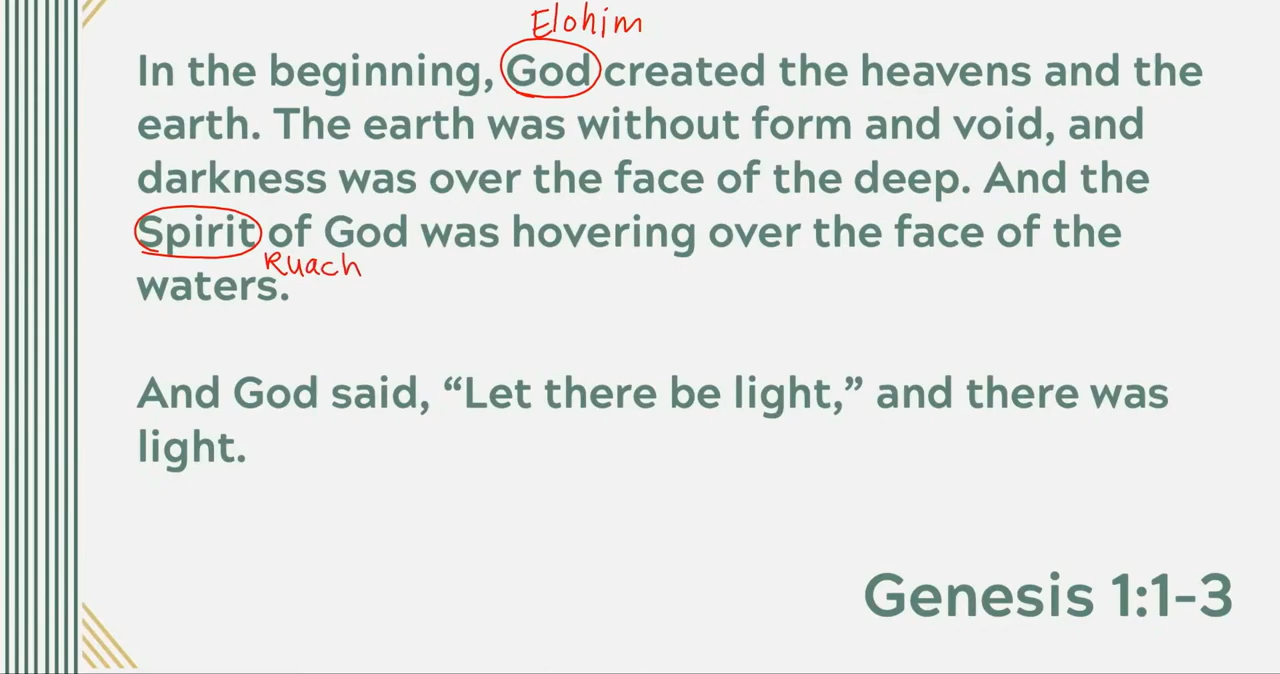 Elohim
In the beginning, God created the heavens and the
earth. The earth was without form and void, and
darkness was over the face of the deep. And the
Spirit of God was hovering over the face of the
Ruach
waters.
And God said, “Let there be light,” and there was
light.
Genesis 1:1-3